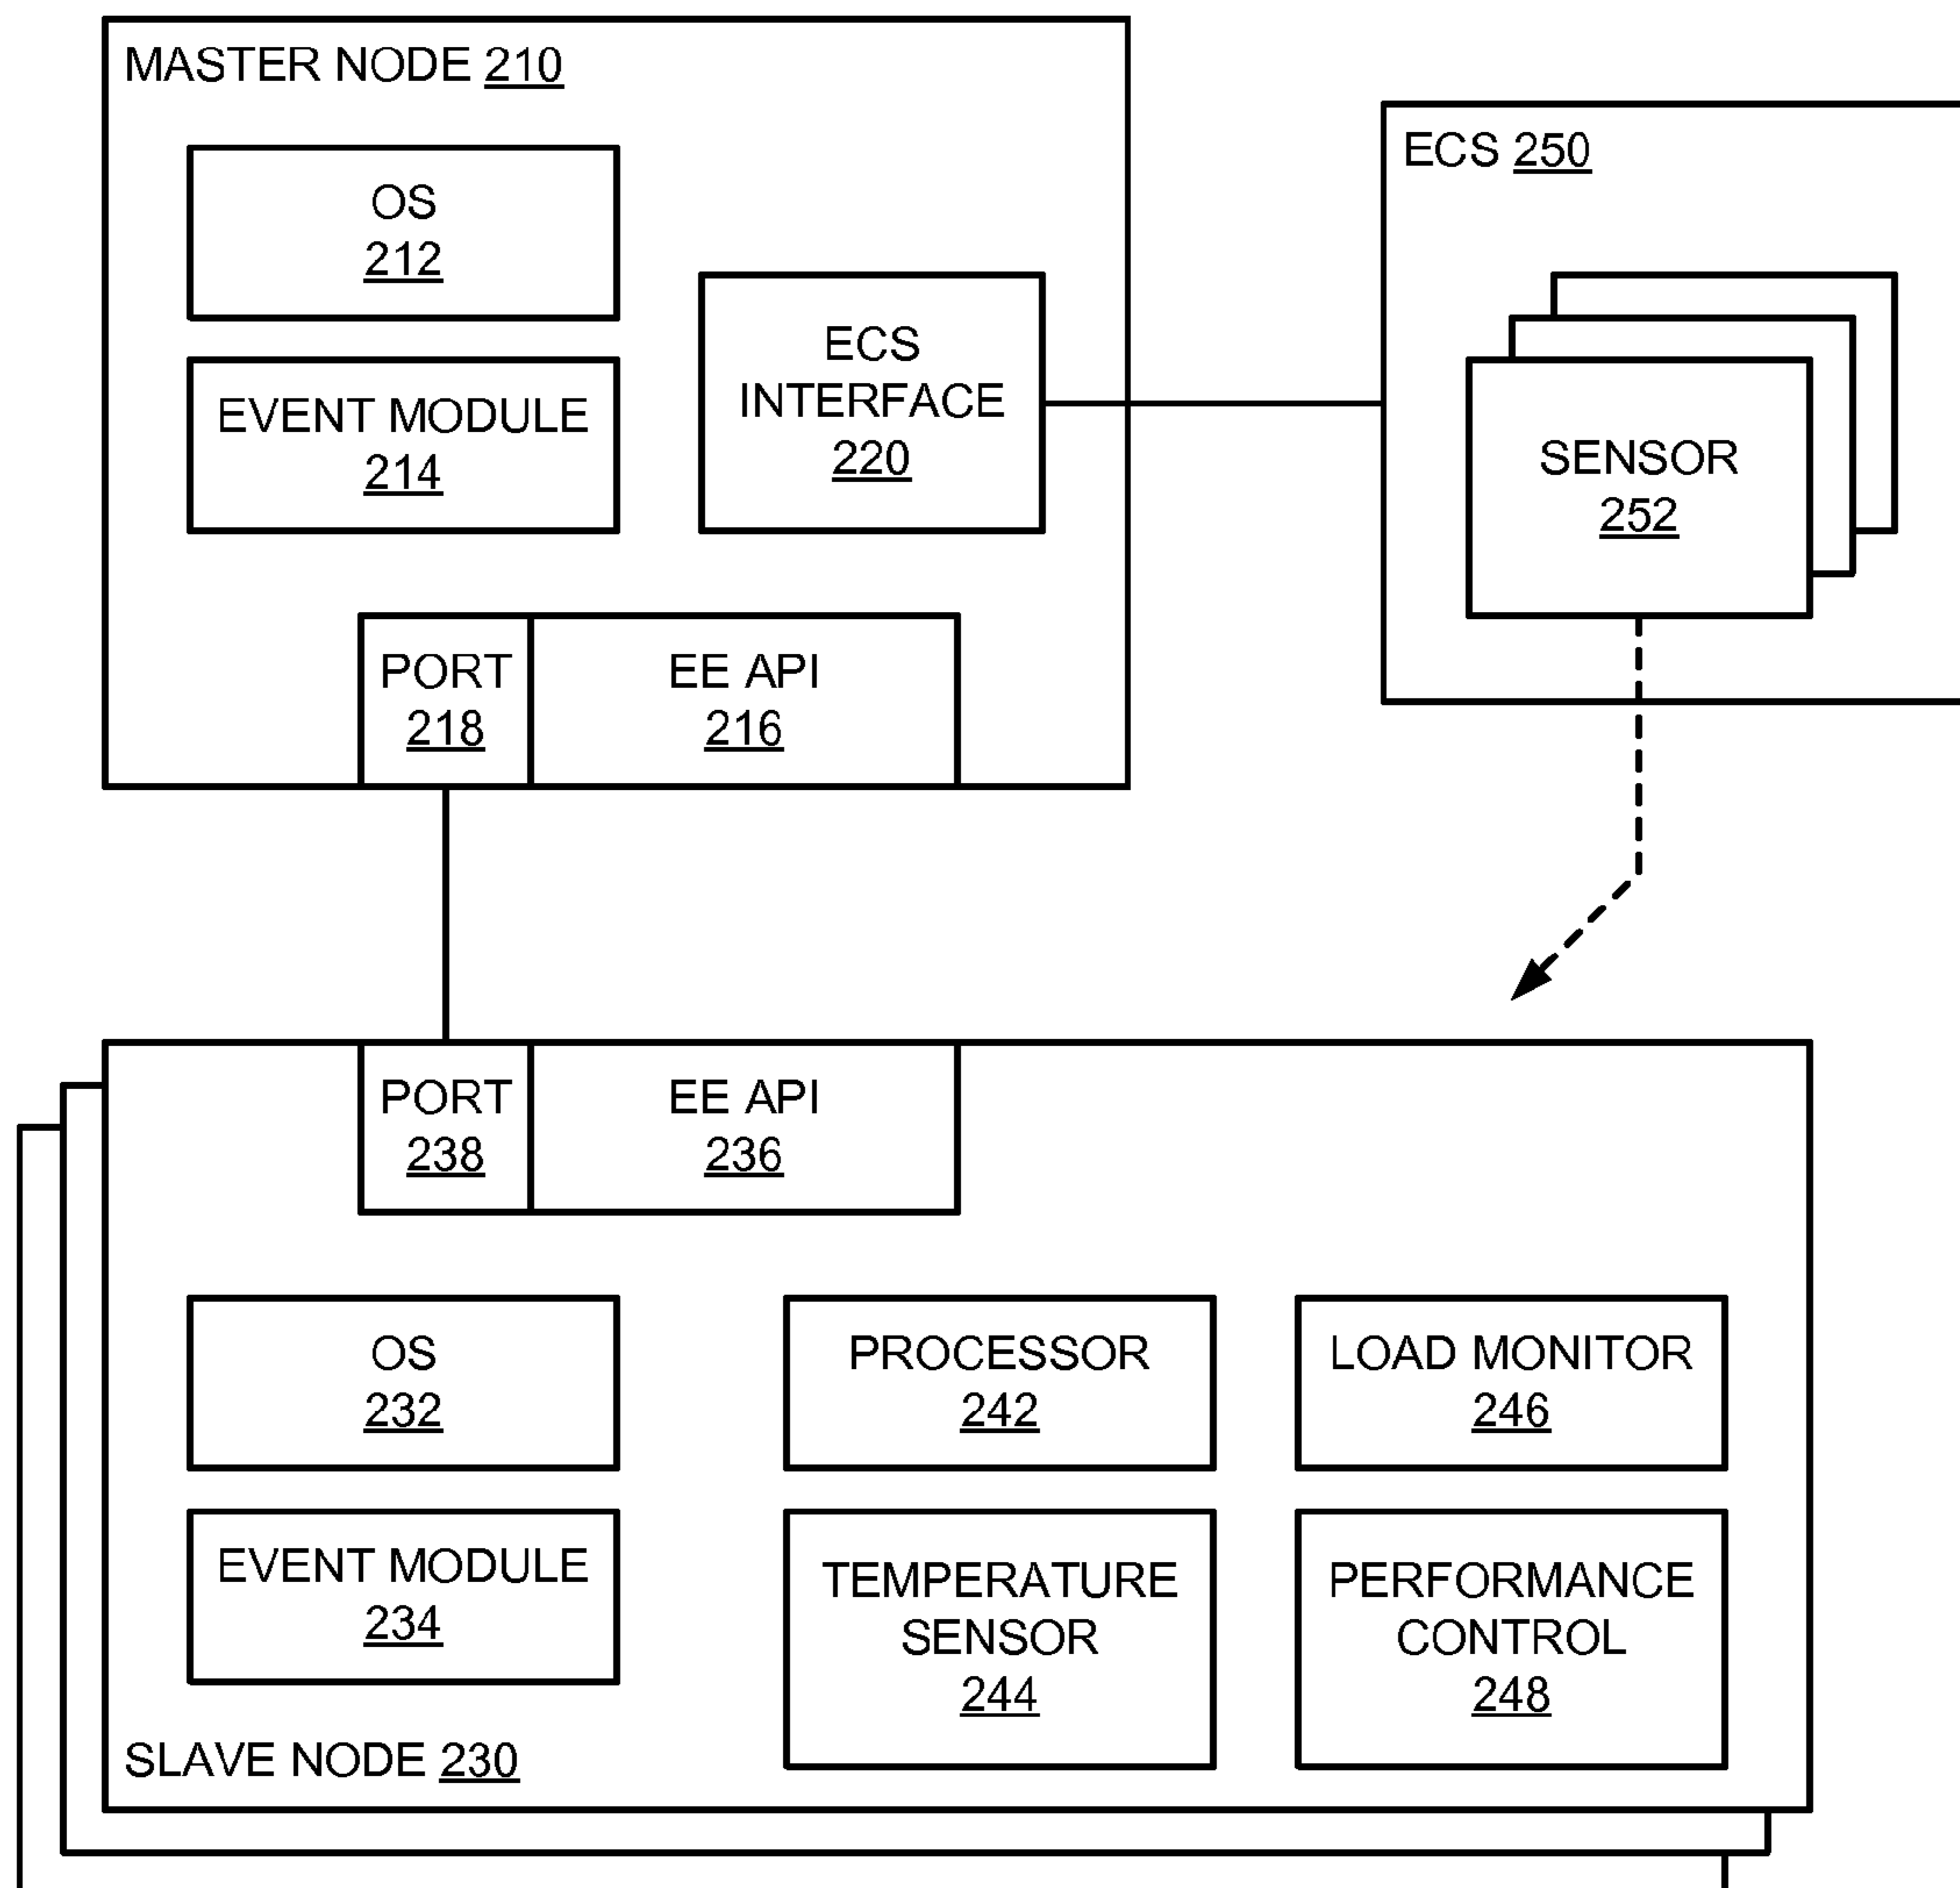 MASTER NODE 210
OS
212
EVENT MODULE
214
ECS
INTERFACE
220
PORT
218
EE API
216
ECS 250
SENSOR
252
PORT
238
EE API
236
OS
232
PROCESSOR
242
LOAD MONITOR
246
EVENT MODULE
234
TEMPERATURE
SENSOR
244
PERFORMANCE
CONTROL
248
SLAVE NODE 230